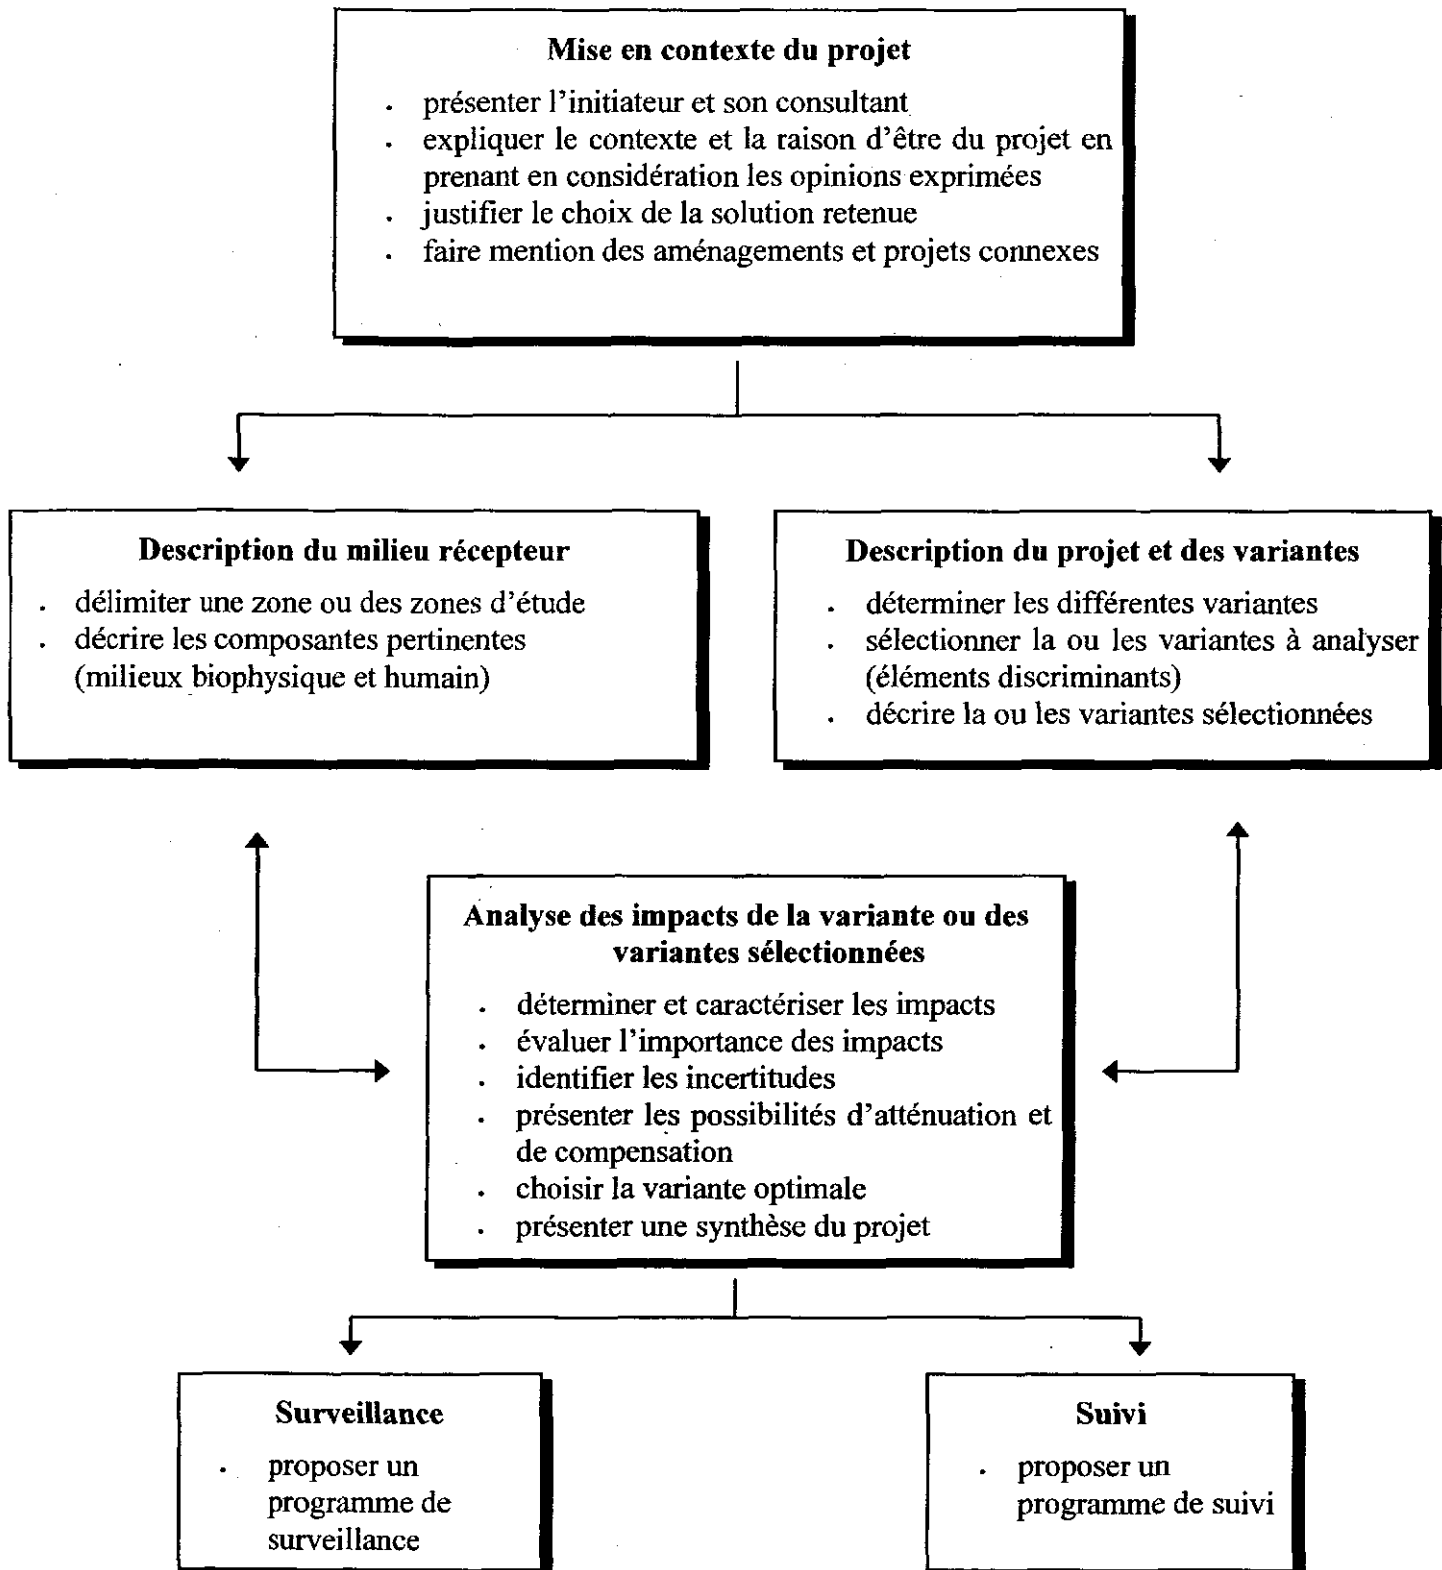 Mise en contexte du projet
. présenter l'initiateur et son consultant
. expliquer le contexte et la raison d'être du projet en
prenant en considération les opinions exprimées
. justifier le choix de la solution retenue
. faire mention des aménagements et projets connexes
Description du milieu récepteur
. délimiter une zone ou des zones d'étude
. décrire les composantes pertinentes
(milieux biophysique et humain)
Description du projet et des variantes
. déterminer les différentes variantes
. sélectionner la ou les variantes à analyser
(éléments discriminants)
. décrire la ou les variantes sélectionnées
Analyse des impacts de la variante ou des
variantes sélectionnées
. déterminer et caractériser les impacts
. évaluer l'importance des impacts
. identifier les incertitudes
. présenter les possibilités d'atténuation et
de compensation
. choisir la variante optimale
. présenter une synthèse du projet
Surveillance
. proposer un
programme de
surveillance
Suivi
. proposer un
programme de suivi